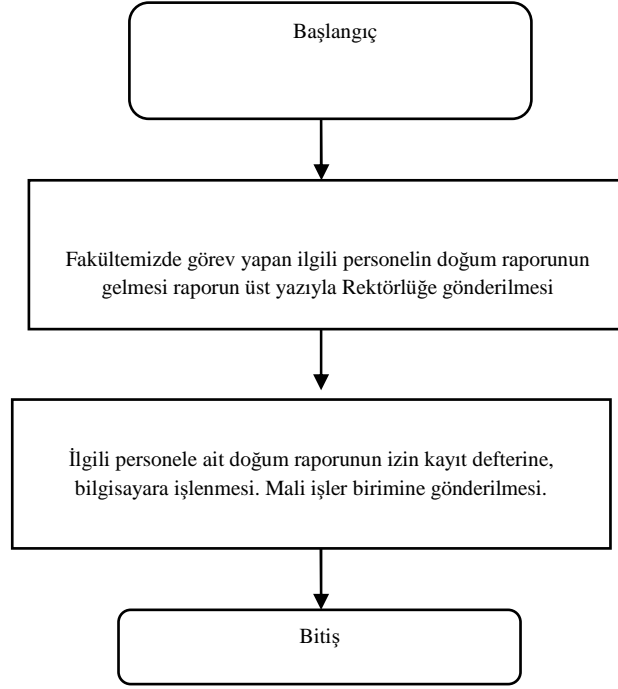 Başlangıç
Fakültemizde görev yapan ilgili personelin doğum raporunun
gelmesi raporun üst yazıyla Rektörlüğe gönderilmesi
İlgili personele ait doğum raporunun izin kayıt defterine,
bilgisayara işlenmesi. Mali işler birimine gönderilmesi.
Bitiş